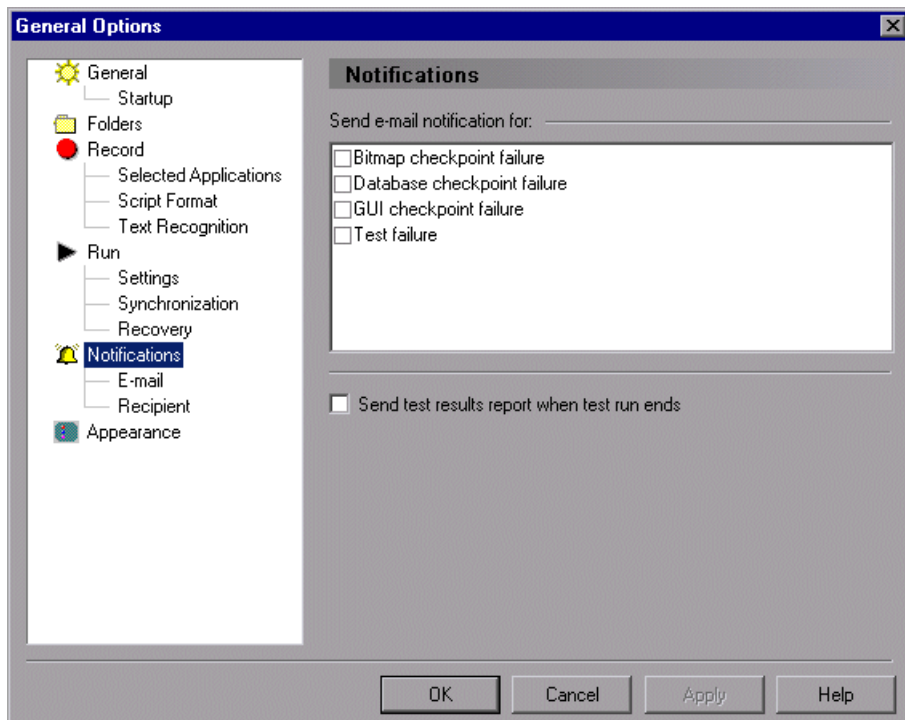 General Options
General
Startup
Folders
Record
Selected Applications
Script Format
Text Recognition
Run
Settings
Synchronization
Recovery
Notifications
E-mail
Recipient
Appearance
Notifications
Send e-mail notification for:
Bitmap checkpoint failure
Database checkpoint failure
GUI checkpoint failure
Test failure
Send test results report when test run ends
OK
Cancel
Apply
Help